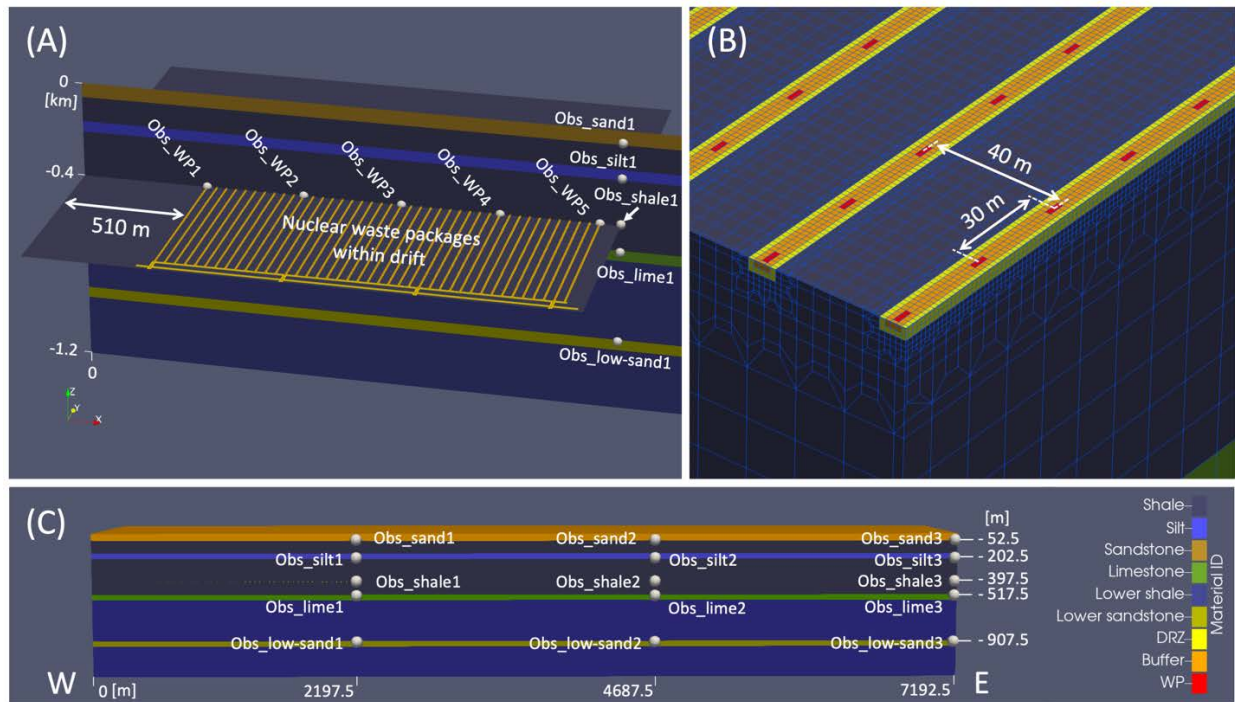 (A)
0
[km]
-0.4
-1.2
0
510 m
Obs_WP1
Obs_WP2
Obs_WP3
Obs_WP4
Obs_WP5
Obs_sand1
Obs_silt1
Obs_shale1
Obs_lime1
Obs_low-sand1
Nuclear waste packages
within drift
Z
Y
X
(B)
40 m
30 m
(C)
[m]
Obs_sand1
Obs_sand2
Obs_sand3
- 52.5
Obs_silt1
Obs_silt2
Obs_silt3
- 202.5
Obs_shale1
Obs_shale2
Obs_shale3
- 397.5
Obs_lime1
Obs_lime2
Obs_lime3
- 517.5
Obs_low-sand1
Obs_low-sand2
Obs_low-sand3
- 907.5
W
0 [m]
2197.5
4687.5
7192.5
E
Shale
Silt
Sandstone
Limestone
Lower shale
Lower sandstone
DRZ
Buffer
WP
Material ID